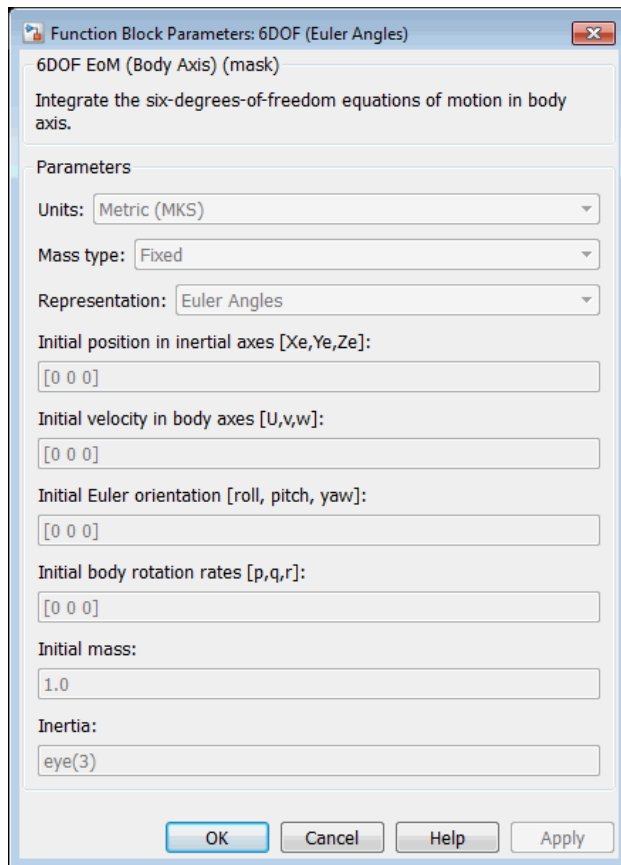 Function Block Parameters: 6DOF (Euler Angles)
6DOF EoM (Body Axis) (mask)
Integrate the six-degrees-of-freedom equations of motion in body
axis.
Parameters
Units: Metric (MKS)
Mass type: Fixed
Representation: Euler Angles
Initial position in inertial axes [Xe,Ye,Ze]:
[0 0 0]
Initial velocity in body axes [U,v,w]:
[0 0 0]
Initial Euler orientation [roll, pitch, yaw]:
[0 0 0]
Initial body rotation rates [p,q,r]:
[0 0 0]
Initial mass:
1.0
Inertia:
eye(3)
OK Cancel Help Apply